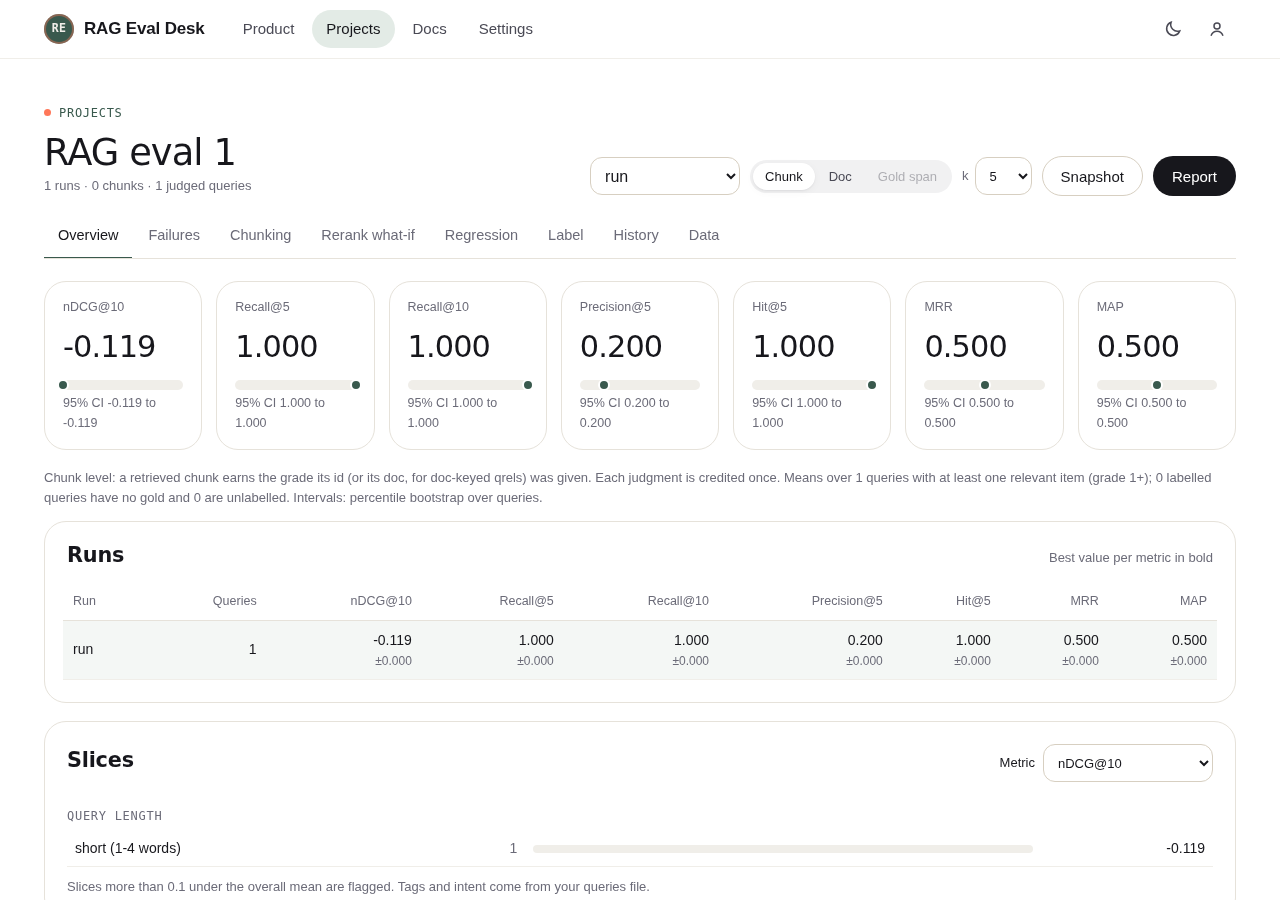 RE
RAG Eval Desk
Product
Projects
Docs
Settings
PROJECTS
RAG eval 1
1 runs · 0 chunks · 1 judged queries
run
Chunk
Doc
Gold span
k
5
Snapshot
Report
Overview
Failures
Chunking
Rerank what-if
Regression
Label
History
Data
nDCG@10
-0.119
95% CI -0.119 to
-0.119
Recall@5
1.000
95% CI 1.000 to
1.000
Recall@10
1.000
95% CI 1.000 to
1.000
Precision@5
0.200
95% CI 0.200 to
0.200
Hit@5
1.000
95% CI 1.000 to
1.000
MRR
0.500
95% CI 0.500 to
0.500
MAP
0.500
95% CI 0.500 to
0.500
Chunk level: a retrieved chunk earns the grade its id (or its doc, for doc-keyed qrels) was given. Each judgment is credited once. Means over 1 queries with at least one relevant item (grade 1+); 0 labelled
queries have no gold and 0 are unlabelled. Intervals: percentile bootstrap over queries.
Runs
Best value per metric in bold
Run Queries nDCG@10 Recall@5 Recall@10 Precision@5 Hit@5 MRR MAP
run 1 -0.119 1.000 1.000 0.200 1.000 0.500 0.500
±0.000 ±0.000 ±0.000 ±0.000 ±0.000 ±0.000 ±0.000
Slices
Metric
nDCG@10
QUERY LENGTH
short (1-4 words) 1 -0.119
Slices more than 0.1 under the overall mean are flagged. Tags and intent come from your queries file.